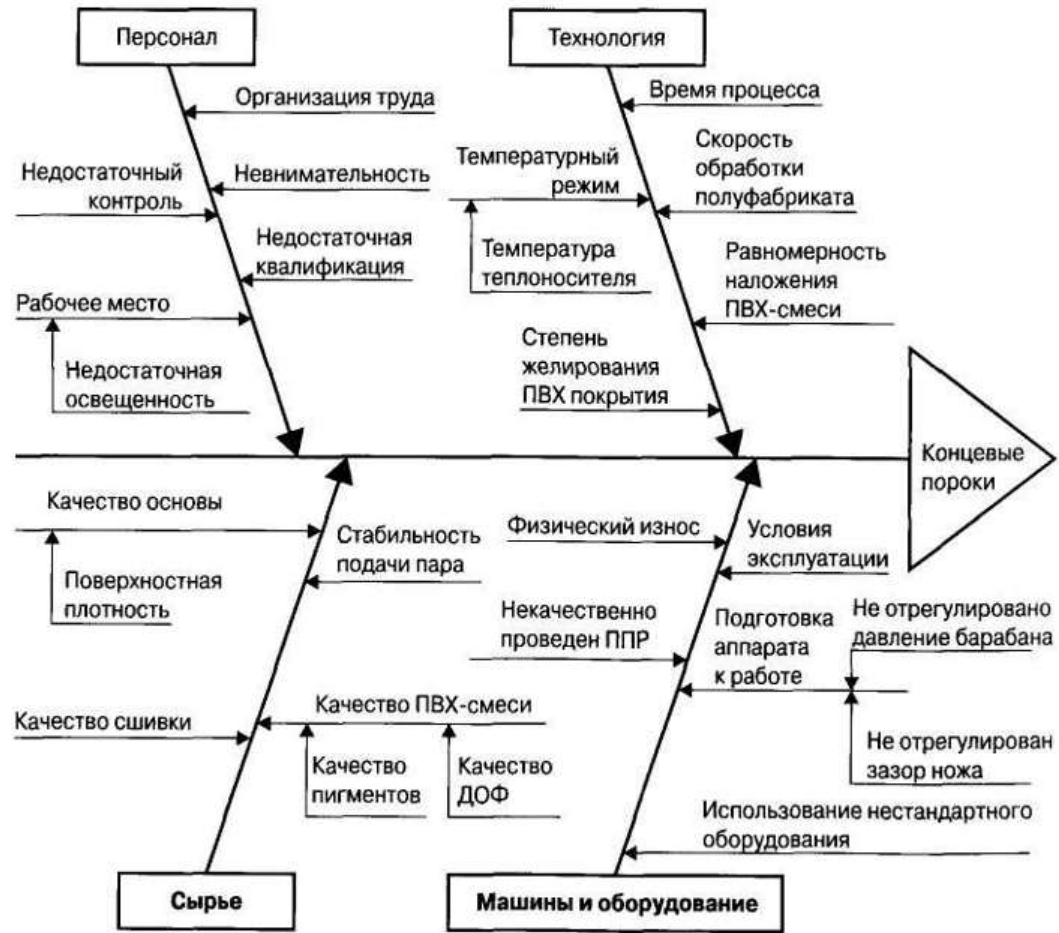 Персонал
Технология
Организация труда
Время процесса
Недостаточный
контроль
Невнимательность
Температурный
режим
Скорость
обработки
полуфабриката
Недостаточная
квалификация
Температура
теплоносителя
Равномерность
наложения
ПВХ-смеси
Рабочее место
Недостаточная
освещенность
Степень
желирования
ПВХ покрытия
Концевые
пороки
Качество основы
Поверхностная
плотность
Стабильность
подачи пара
Физический износ
Условия
эксплуатации
Некачественно
проведен ППР
Подготовка
аппарата
к работе
Не отрегулировано
давление барабана
Качество сшивки
Качество ПВХ-смеси
Качество
пигментов
Качество
ДОФ
Не отрегулирован
зазор ножа
Использование нестандартного
оборудования
Сырье
Машины и оборудование